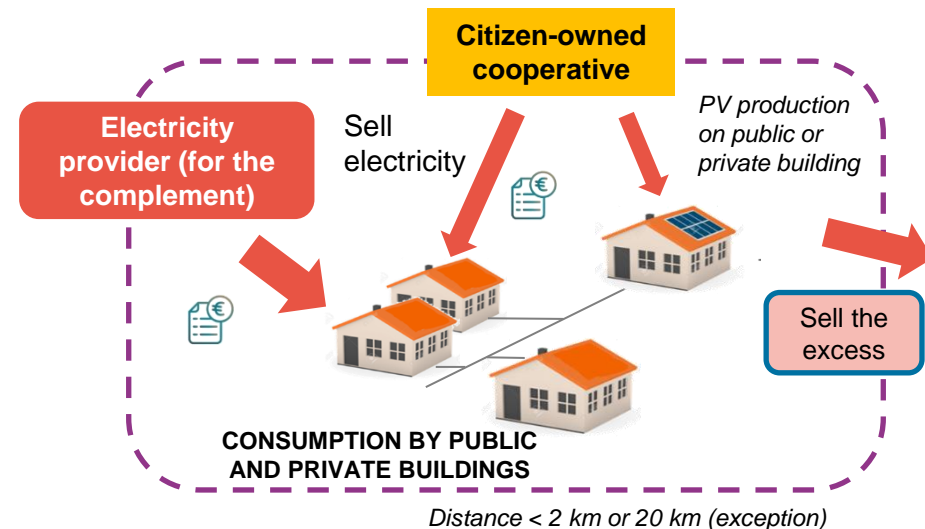 Citizen-owned
cooperative
Electricity
provider (for the
complement)
Sell
electricity
PV production
on public or
private building
€
€
Sell the
excess
CONSUMPTION BY PUBLIC
AND PRIVATE BUILDINGS
Distance < 2 km or 20 km (exception)